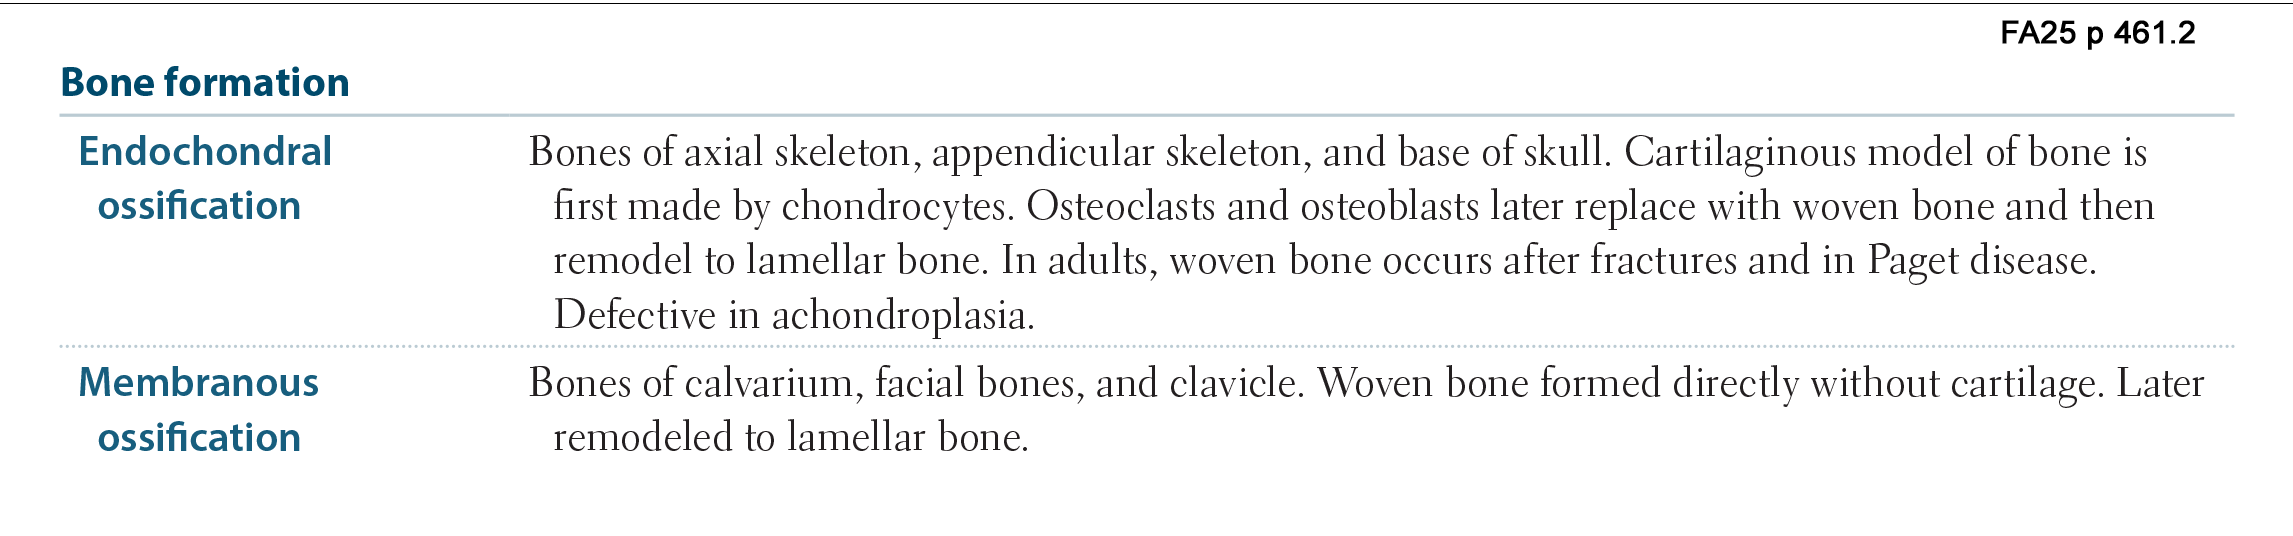 FA25 p 461.2
Bone formation
Endochondral
ossification
Bones of axial skeleton, appendicular skeleton, and base of skull. Cartilaginous model of bone is
first made by chondrocytes. Osteoclasts and osteoblasts later replace with woven bone and then
remodel to lamellar bone. In adults, woven bone occurs after fractures and in Paget disease.
Defective in achondroplasia.
Membranous
ossification
Bones of calvarium, facial bones, and clavicle. Woven bone formed directly without cartilage. Later
remodeled to lamellar bone.